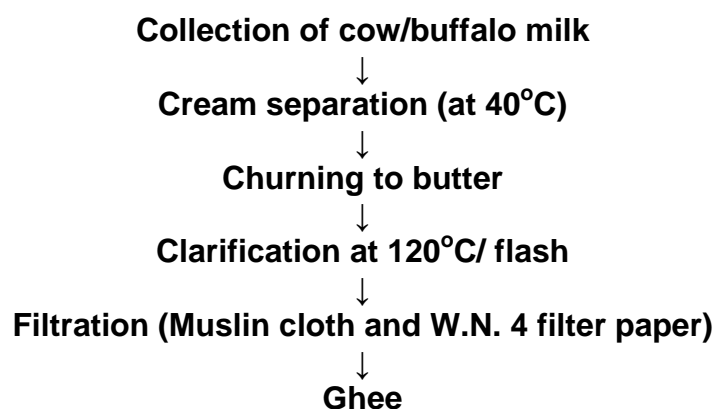 Collection of cow/buffalo milk
↓
Cream separation (at 40°C)
↓
Churning to butter
↓
Clarification at 120°C/ flash
↓
Filtration (Muslin cloth and W.N. 4 filter paper)
↓
Ghee